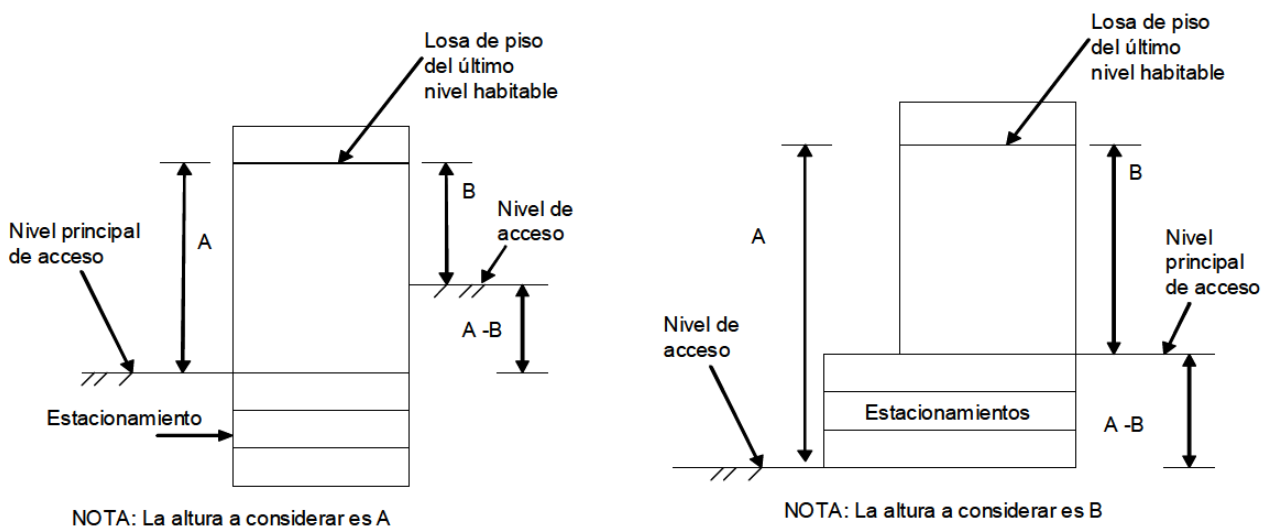 Losa de piso
del último
nivel habitable
B
Nivel de
acceso
Nivel principal
de acceso
A
A -B
Estacionamiento
NOTA: La altura a considerar es A
Losa de piso
del último
nivel habitable
B
A
Nivel
principal
de acceso
Nivel de
acceso
Estacionamientos
A -B
NOTA: La altura a considerar es B